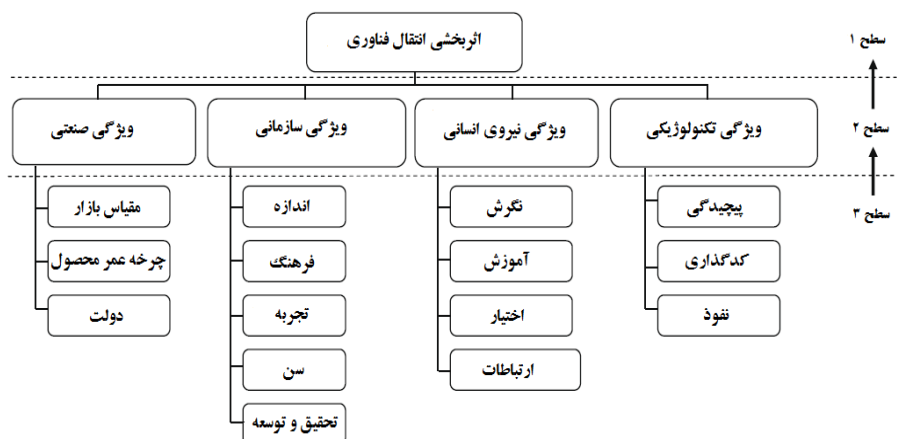 اثربخشی انتقال فناوری
سطح ۱
ویژگی تکنولوژیکی
ویژگی نیروی انسانی
ویژگی سازمانی
ویژگی صنعتی
سطح ۲
پیچیدگی
نگرش
اندازه
مقیاس بازار
سطح ۳
کدگذاری
آموزش
فرهنگ
چرخه عمر محصول
نفوذ
اختیار
تجربه
دولت
ارتباطات
سن
تحقیق و توسعه